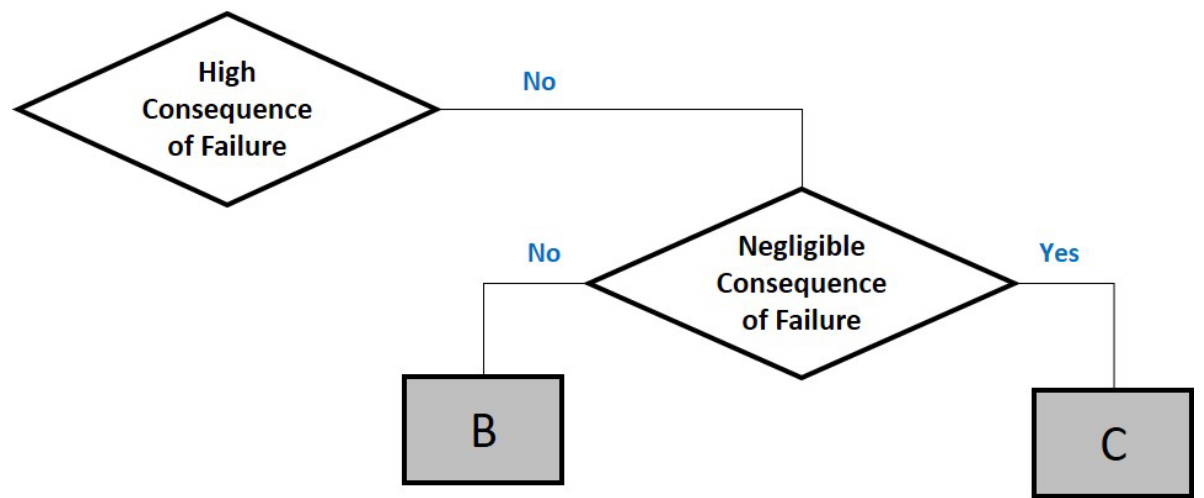 High
Consequence
of Failure
No
No
Negligible
Consequence
of Failure
Yes
B
C